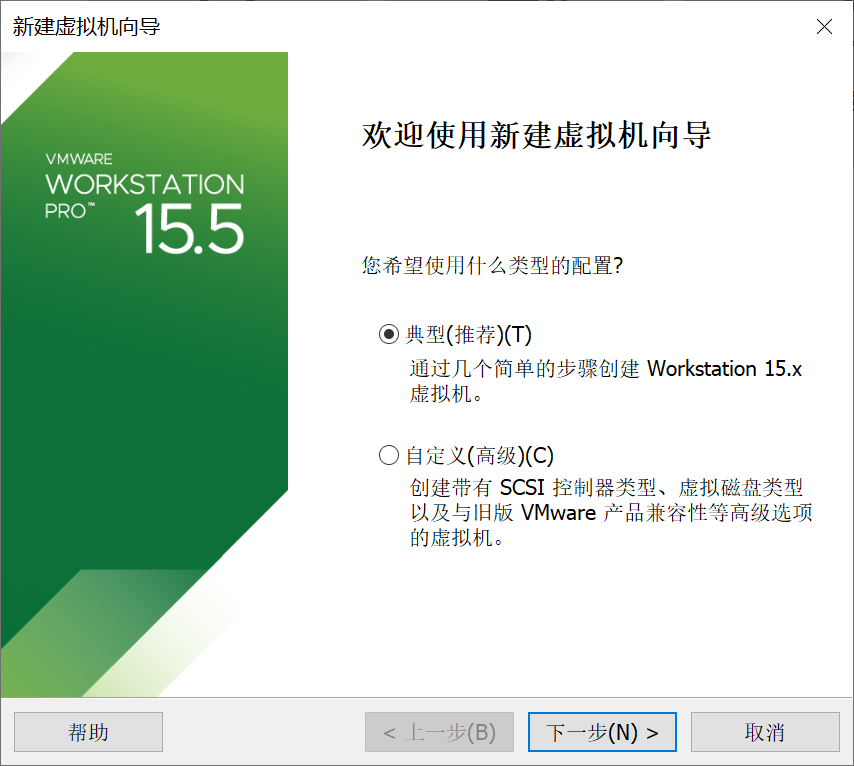 新建虚拟机向导
VMWARE
WORKSTATION
PRO™ 15.5
欢迎使用新建虚拟机向导
您希望使用什么类型的配置?
典型(推荐)(T)
通过几个简单的步骤创建 Workstation 15.x
虚拟机。
自定义(高级)(C)
创建带有 SCSI 控制器类型、虚拟磁盘类型
以及与旧版 VMware 产品兼容性等高级选项
的虚拟机。
帮助
< 上一步(B)
下一步(N) >
取消